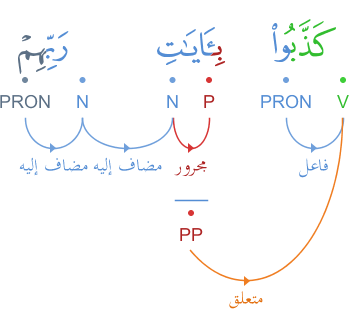 كَذَّبُوا۟ بِـَٔايَـٰتِ رَبِّهِمْ
V PRON P N N PRON
فاعل مجرور مضاف إليه مضاف إليه
PP
متعلق